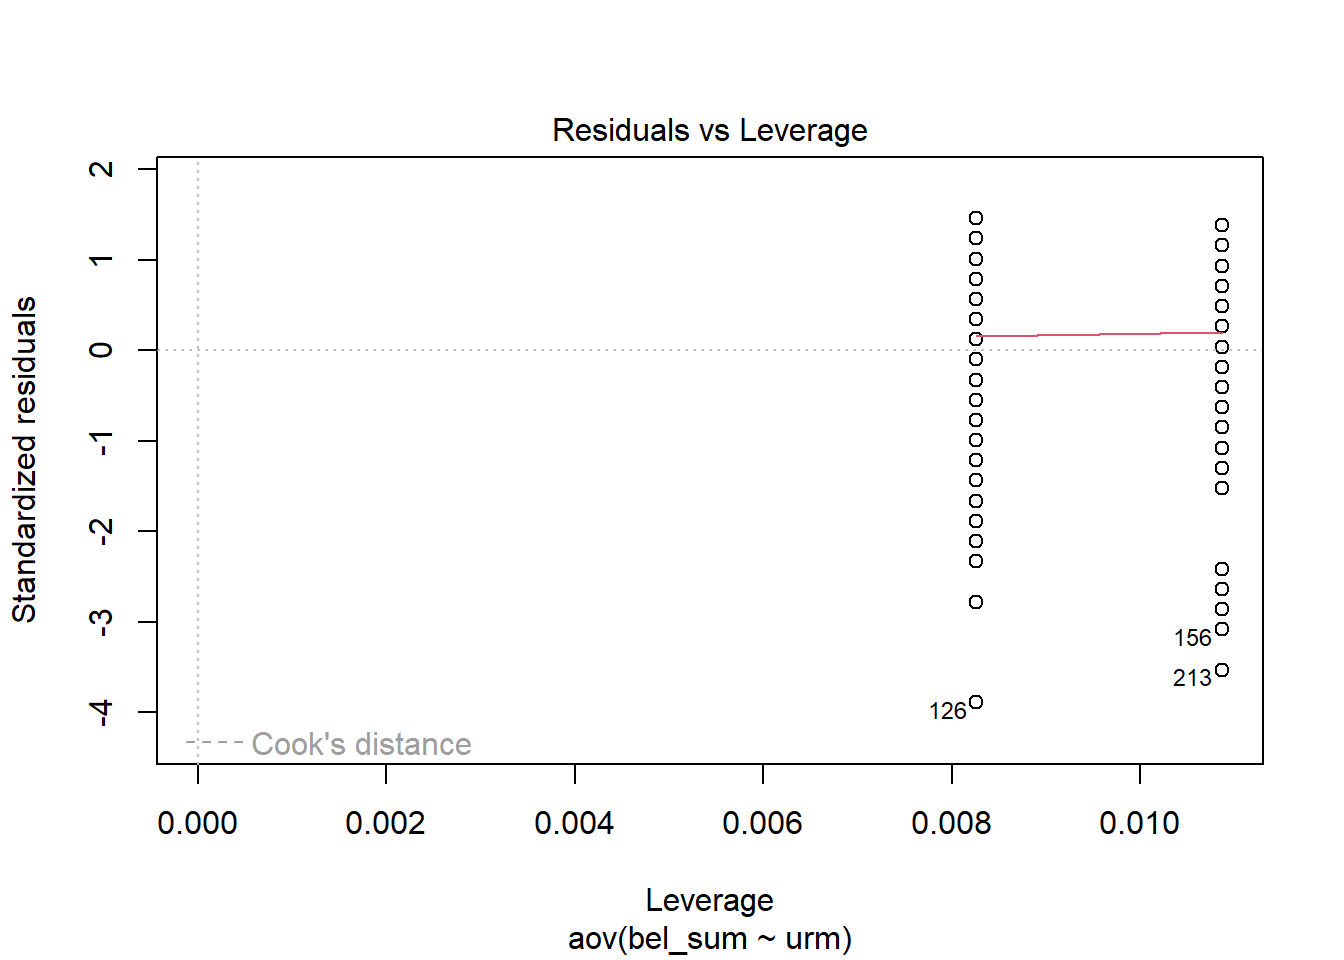 Residuals vs Leverage
Standardized residuals
2
1
0
-1
-2
-3
-4
156
213
126
Cook's distance
0.000 0.002 0.004 0.006 0.008 0.010
Leverage
aov(bel_sum ~ urm)